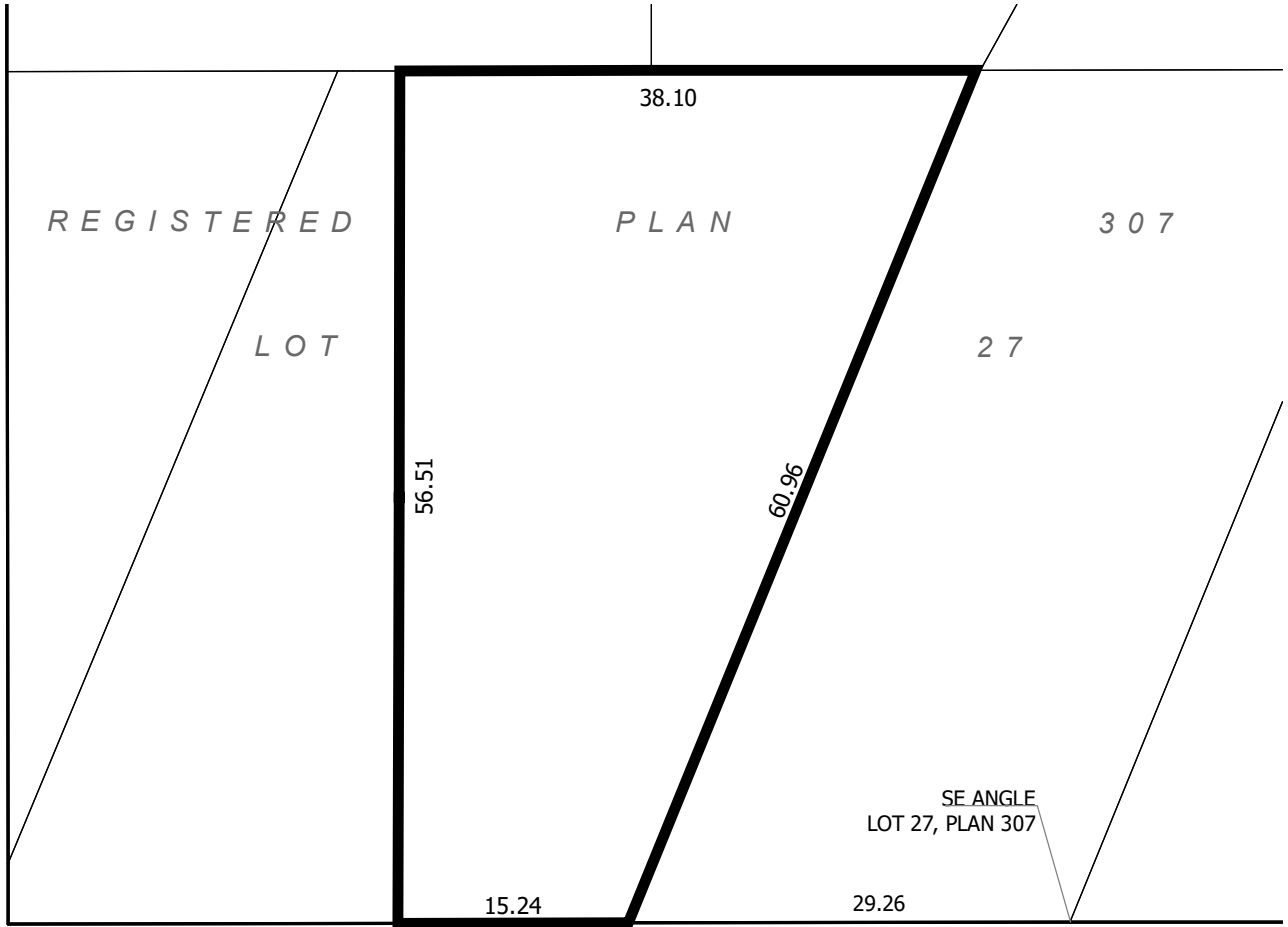 38.10
R E G I S T E R E D P L A N 3 0 7
L O T 2 7
56.51
60.96
SE ANGLE
LOT 27, PLAN 307
15.24
29.26